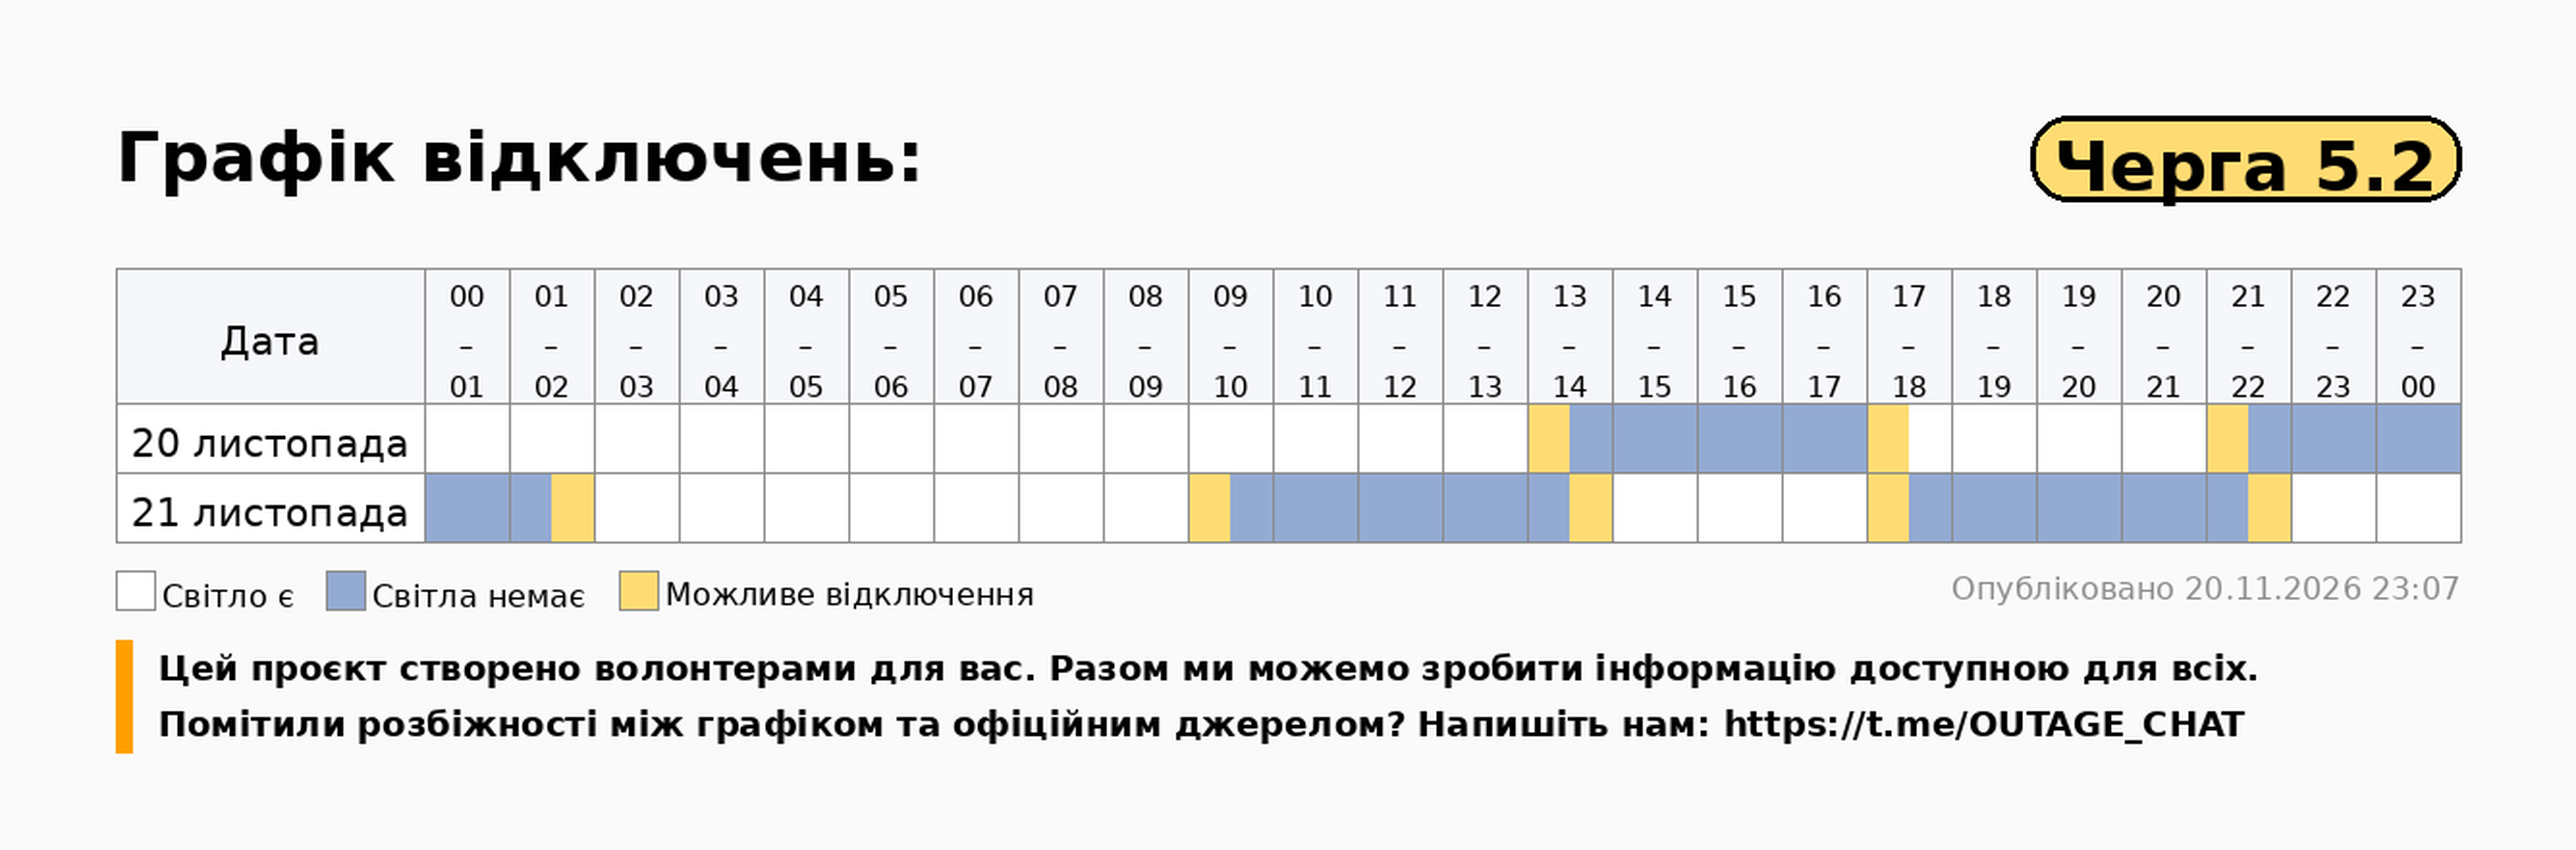 Графік відключень:
Черга 5.2
Дата
00 – 01
01 – 02
02 – 03
03 – 04
04 – 05
05 – 06
06 – 07
07 – 08
08 – 09
09 – 10
10 – 11
11 – 12
12 – 13
13 – 14
14 – 15
15 – 16
16 – 17
17 – 18
18 – 19
19 – 20
20 – 21
21 – 22
22 – 23
23 – 00
20 листопада
21 листопада
Світло є
Світла немає
Можливе відключення
Опубліковано 20.11.2026 23:07
Цей проєкт створено волонтерами для вас. Разом ми можемо зробити інформацію доступною для всіх.
Помітили розбіжності між графіком та офіційним джерелом? Напишіть нам: https://t.me/OUTAGE_CHAT